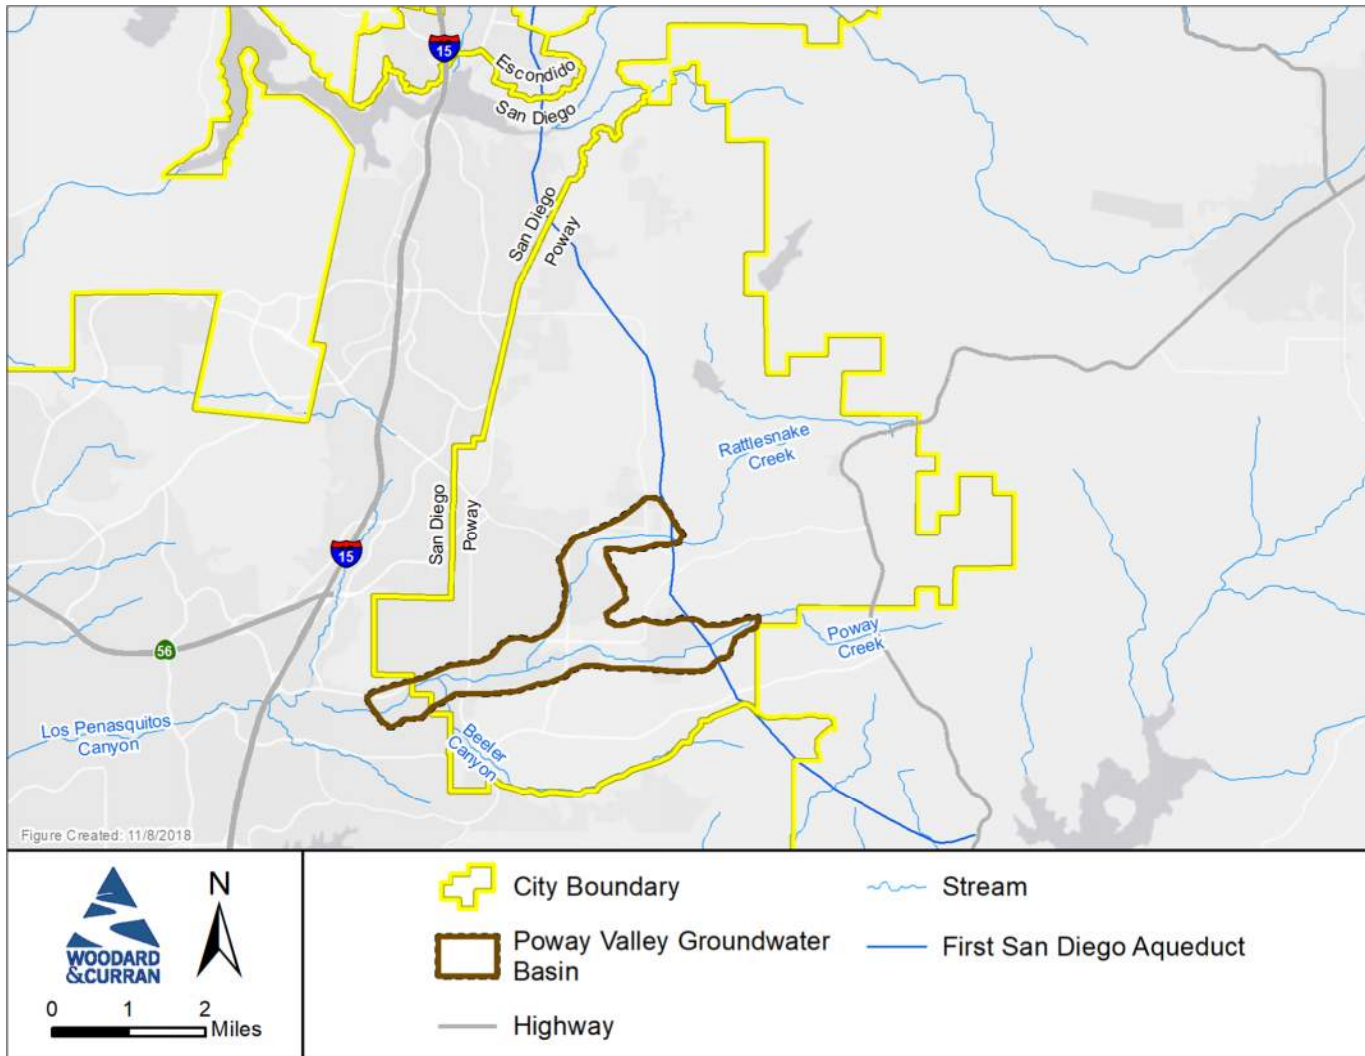 15
Escondido
San Diego
San Diego
Poway
Rattlesnake
Creek
San Diego
Poway
15
56
Poway
Creek
Los Penasquitos
Canyon
Beeler
Canyon
Figure Created: 11/8/2018
WOODARD
&CURRAN
N
0 1 2
Miles
City Boundary
Poway Valley Groundwater
Basin
Highway
Stream
First San Diego Aqueduct